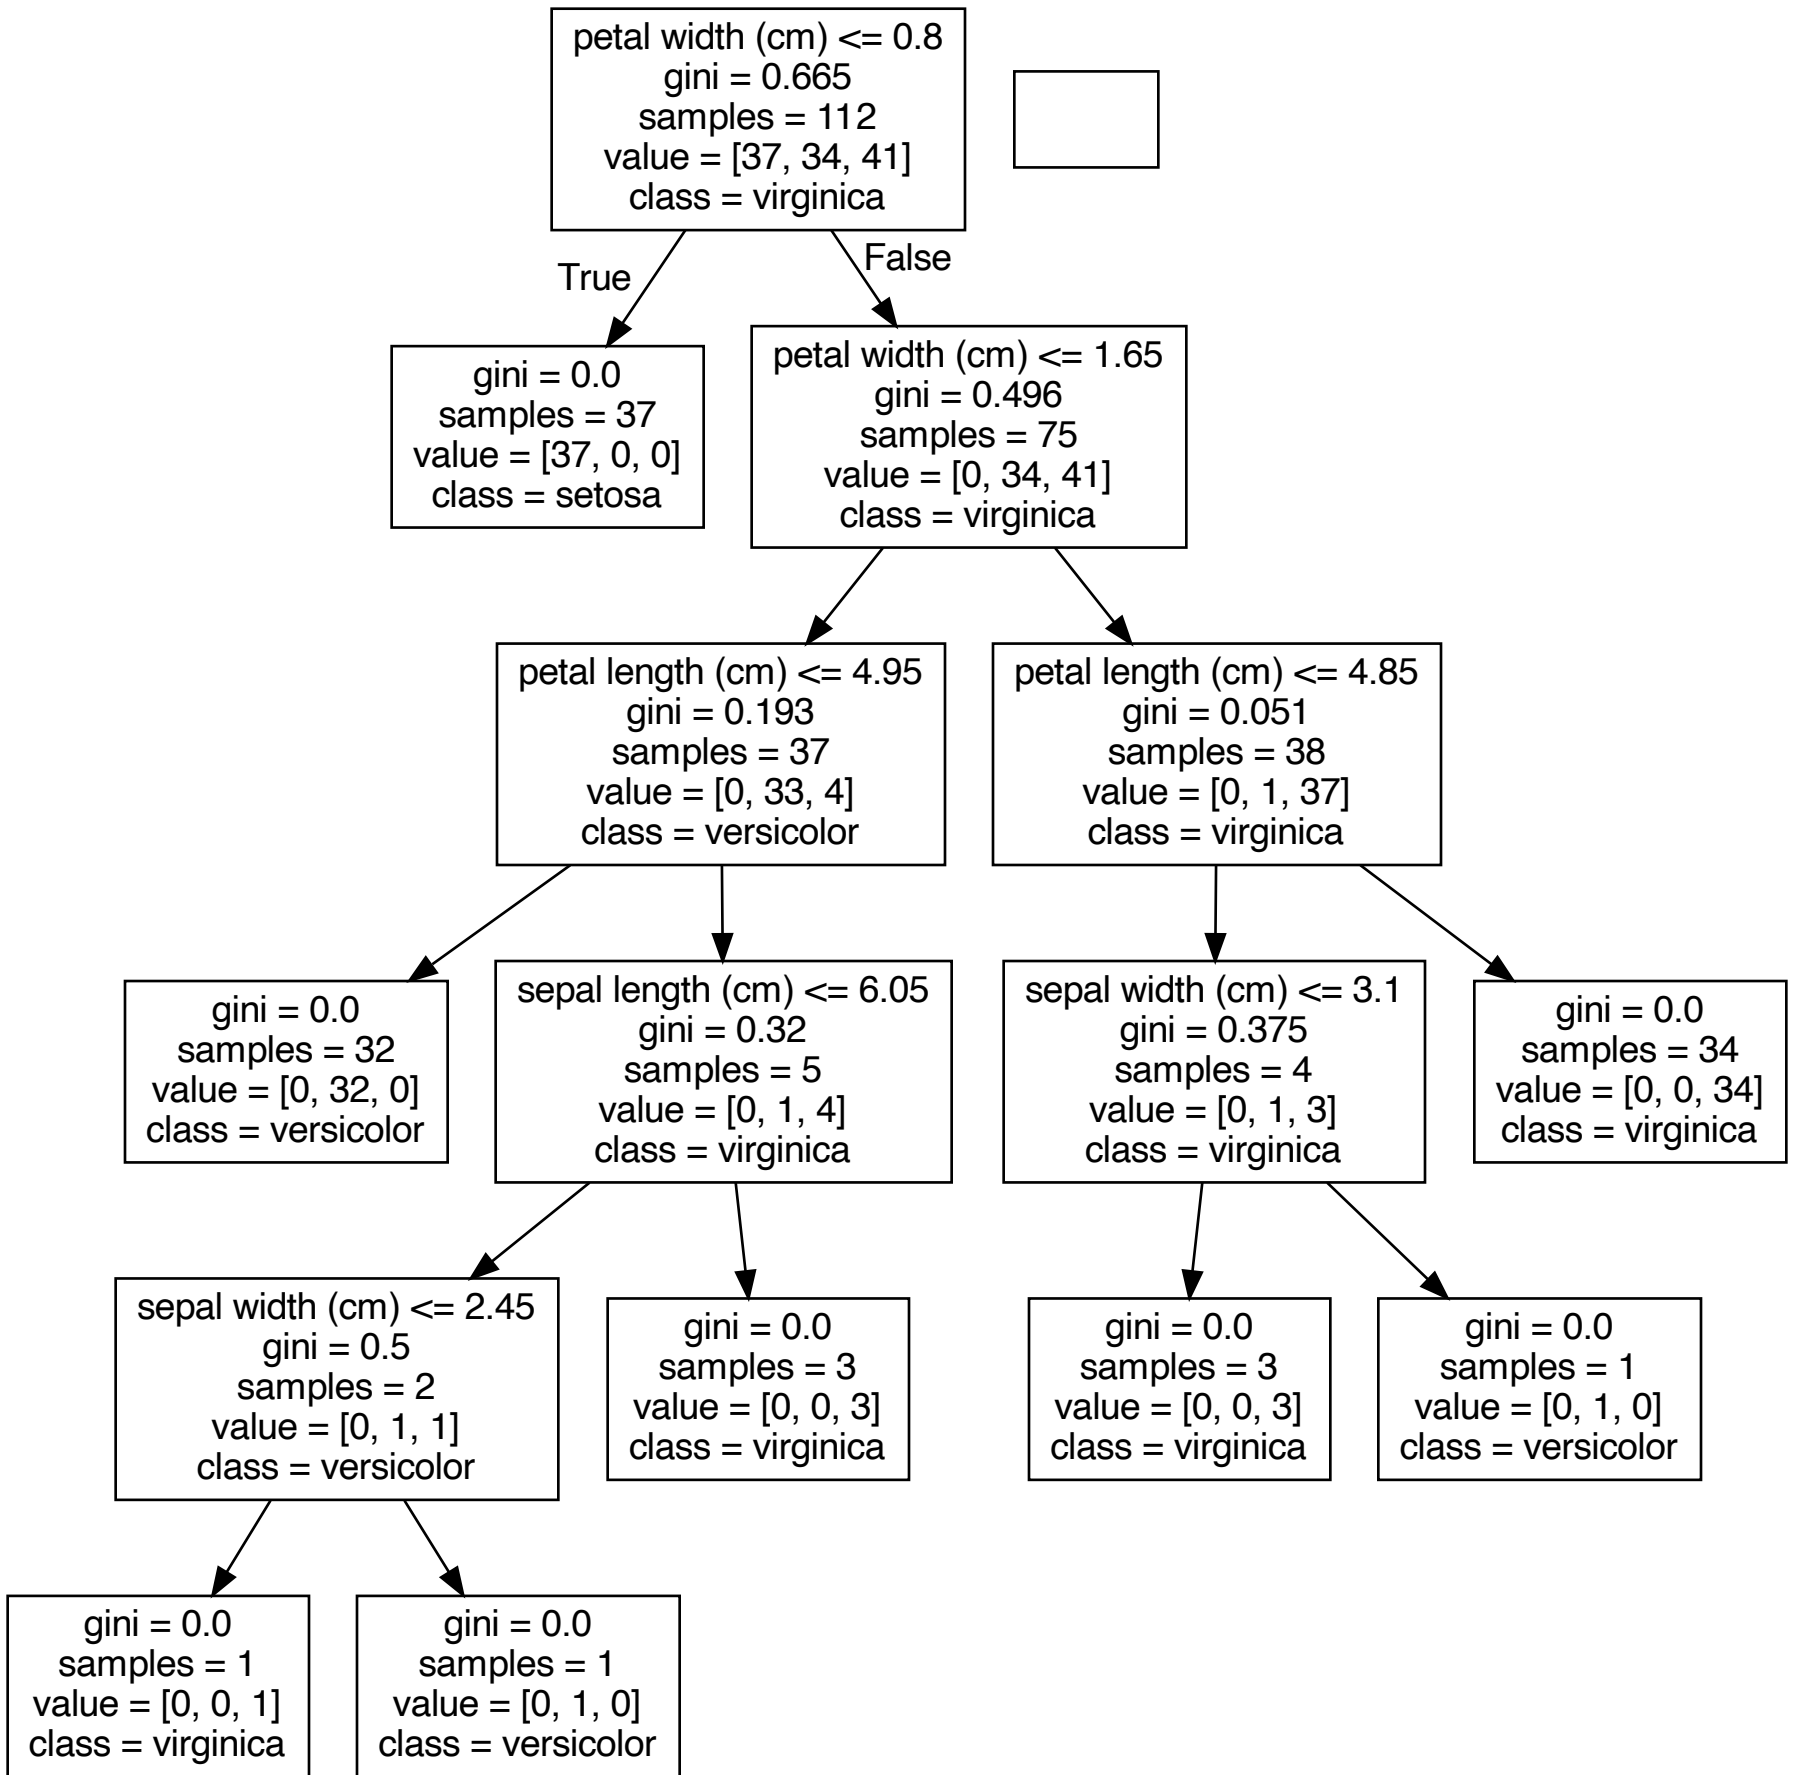 petal width (cm) <= 0.8
gini = 0.665
samples = 112
value = [37, 34, 41]
class = virginica
True
False
gini = 0.0
samples = 37
value = [37, 0, 0]
class = setosa
petal width (cm) <= 1.65
gini = 0.496
samples = 75
value = [0, 34, 41]
class = virginica
petal length (cm) <= 4.95
gini = 0.193
samples = 37
value = [0, 33, 4]
class = versicolor
petal length (cm) <= 4.85
gini = 0.051
samples = 38
value = [0, 1, 37]
class = virginica
gini = 0.0
samples = 32
value = [0, 32, 0]
class = versicolor
sepal length (cm) <= 6.05
gini = 0.32
samples = 5
value = [0, 1, 4]
class = virginica
sepal width (cm) <= 3.1
gini = 0.375
samples = 4
value = [0, 1, 3]
class = virginica
gini = 0.0
samples = 34
value = [0, 0, 34]
class = virginica
sepal width (cm) <= 2.45
gini = 0.5
samples = 2
value = [0, 1, 1]
class = versicolor
gini = 0.0
samples = 3
value = [0, 0, 3]
class = virginica
gini = 0.0
samples = 3
value = [0, 0, 3]
class = virginica
gini = 0.0
samples = 1
value = [0, 1, 0]
class = versicolor
gini = 0.0
samples = 1
value = [0, 0, 1]
class = virginica
gini = 0.0
samples = 1
value = [0, 1, 0]
class = versicolor